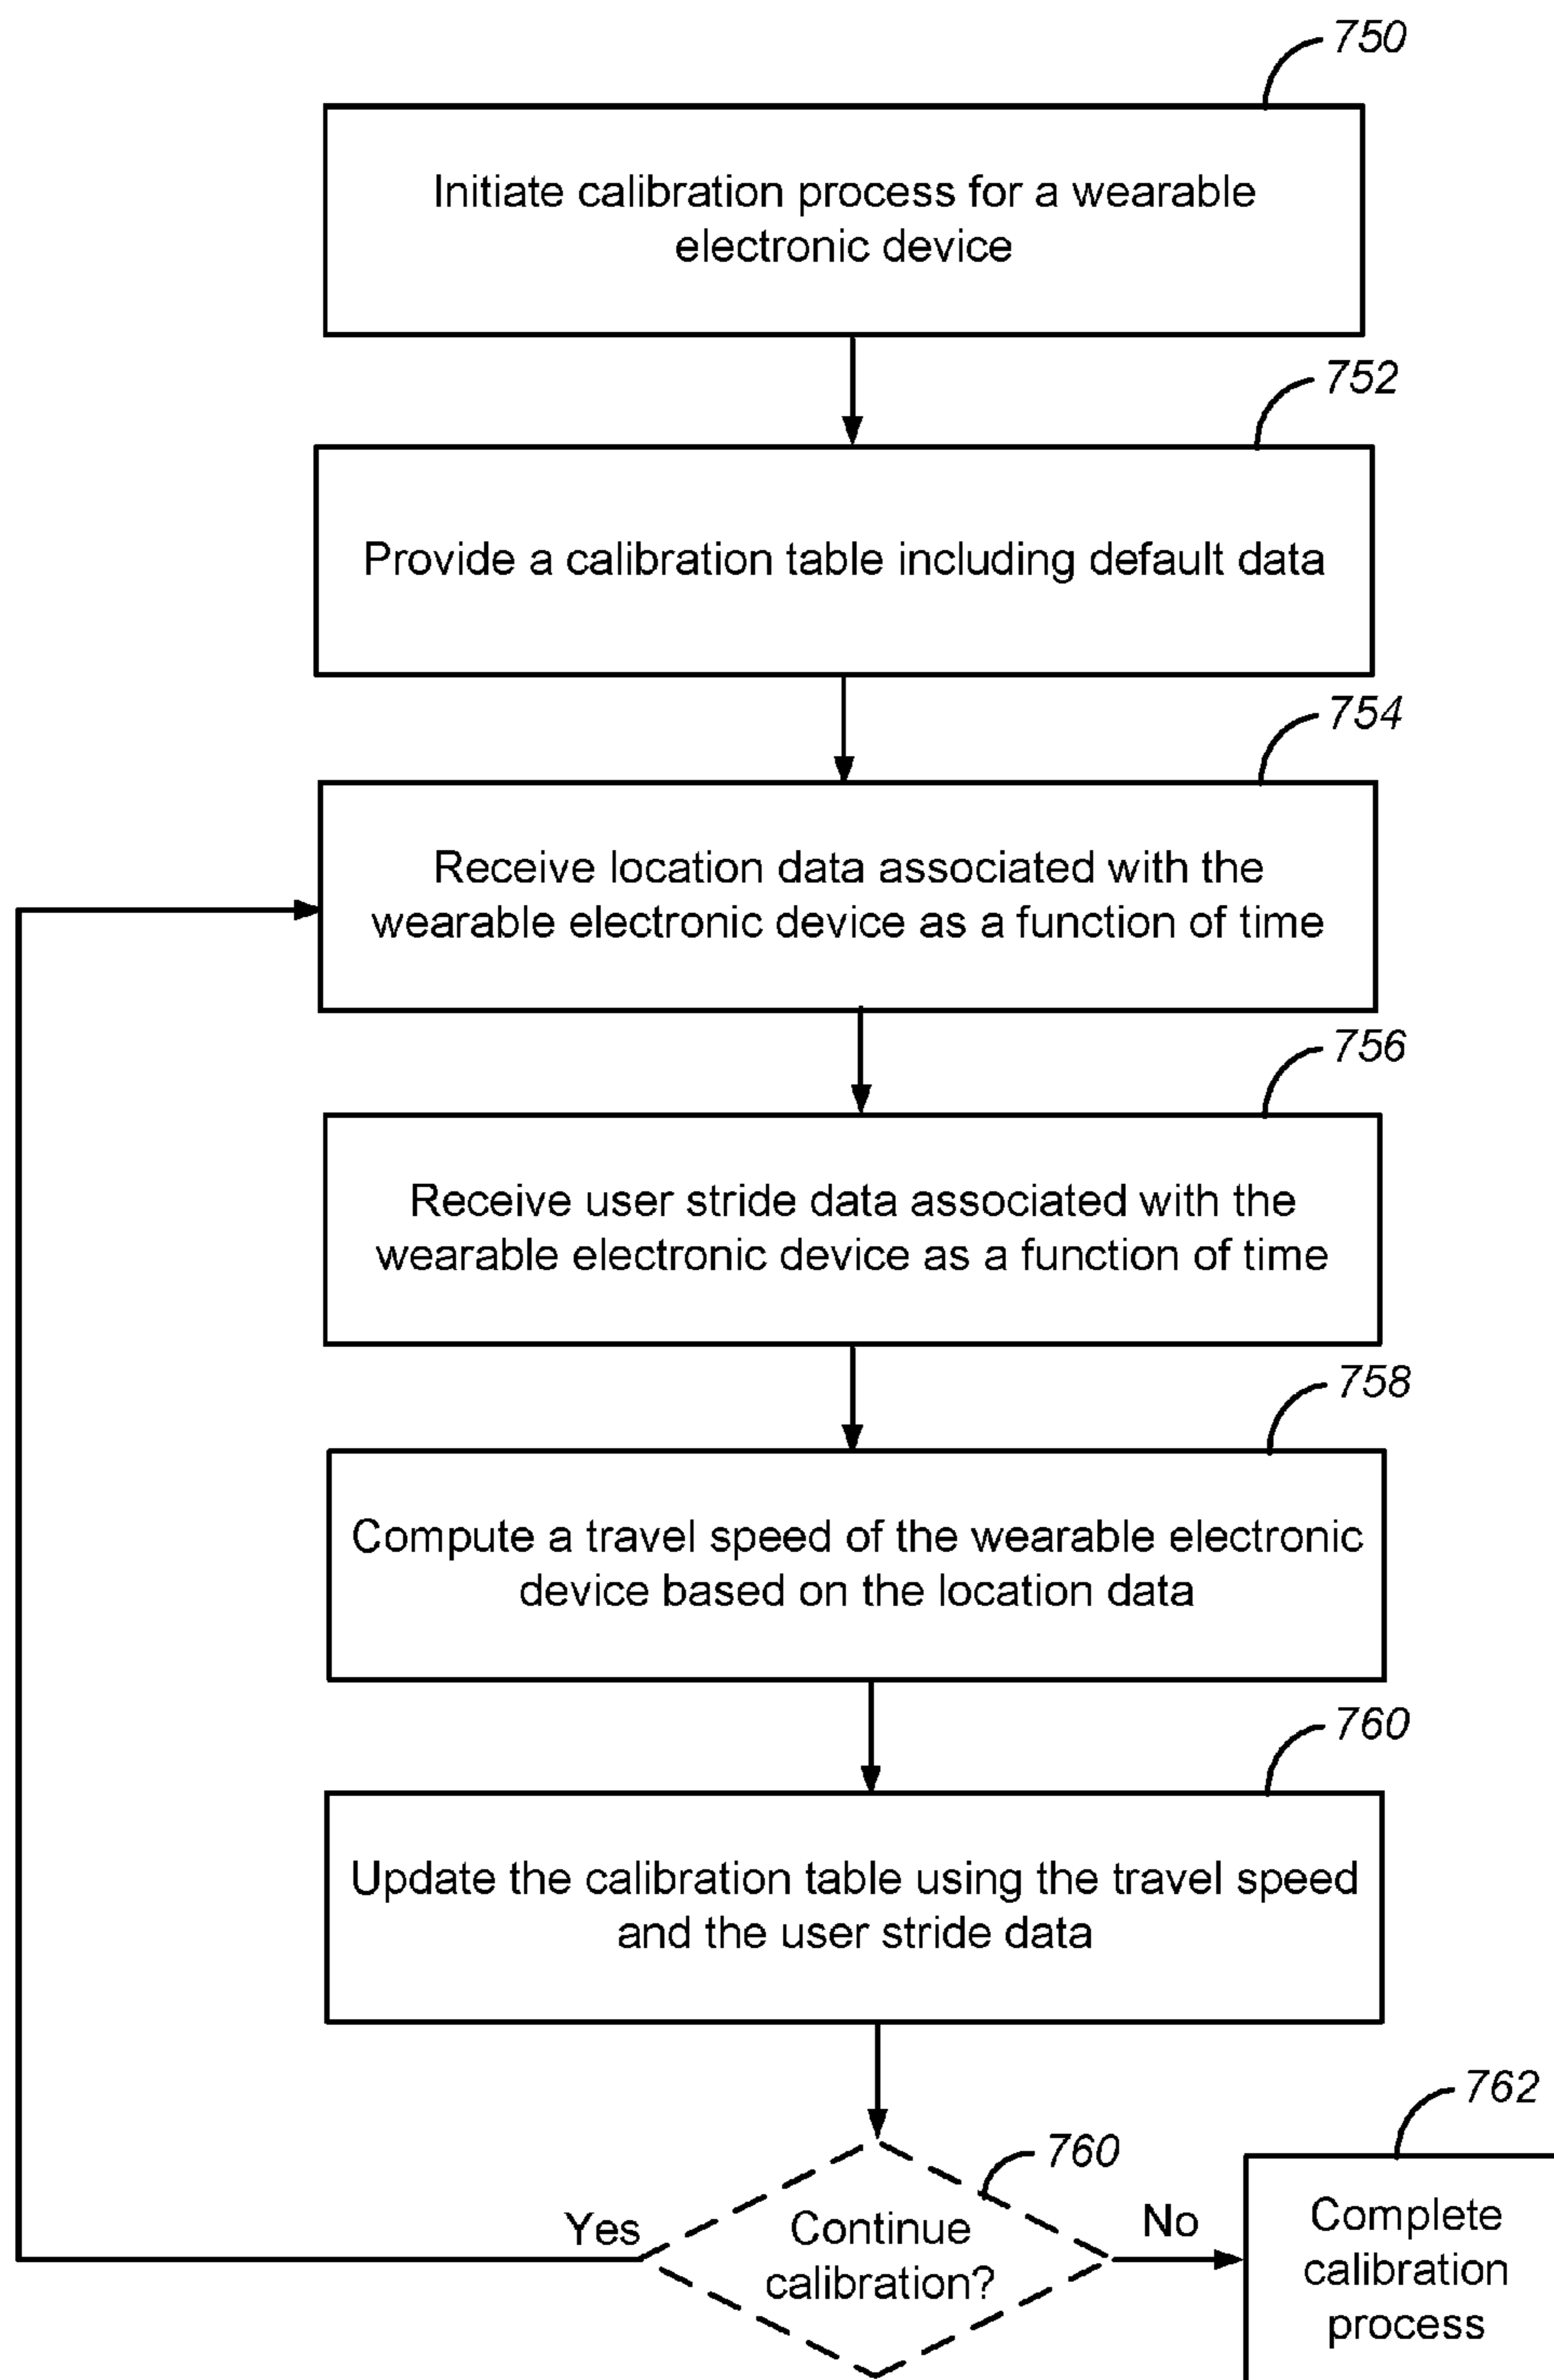 750
Initiate calibration process for a wearable
electronic device
752
Provide a calibration table including default data
754
Receive location data associated with the
wearable electronic device as a function of time
756
Receive user stride data associated with the
wearable electronic device as a function of time
758
Compute a travel speed of the wearable electronic
device based on the location data
760
Update the calibration table using the travel speed
and the user stride data
760
Continue
calibration?
Yes
No
762
Complete
calibration
process